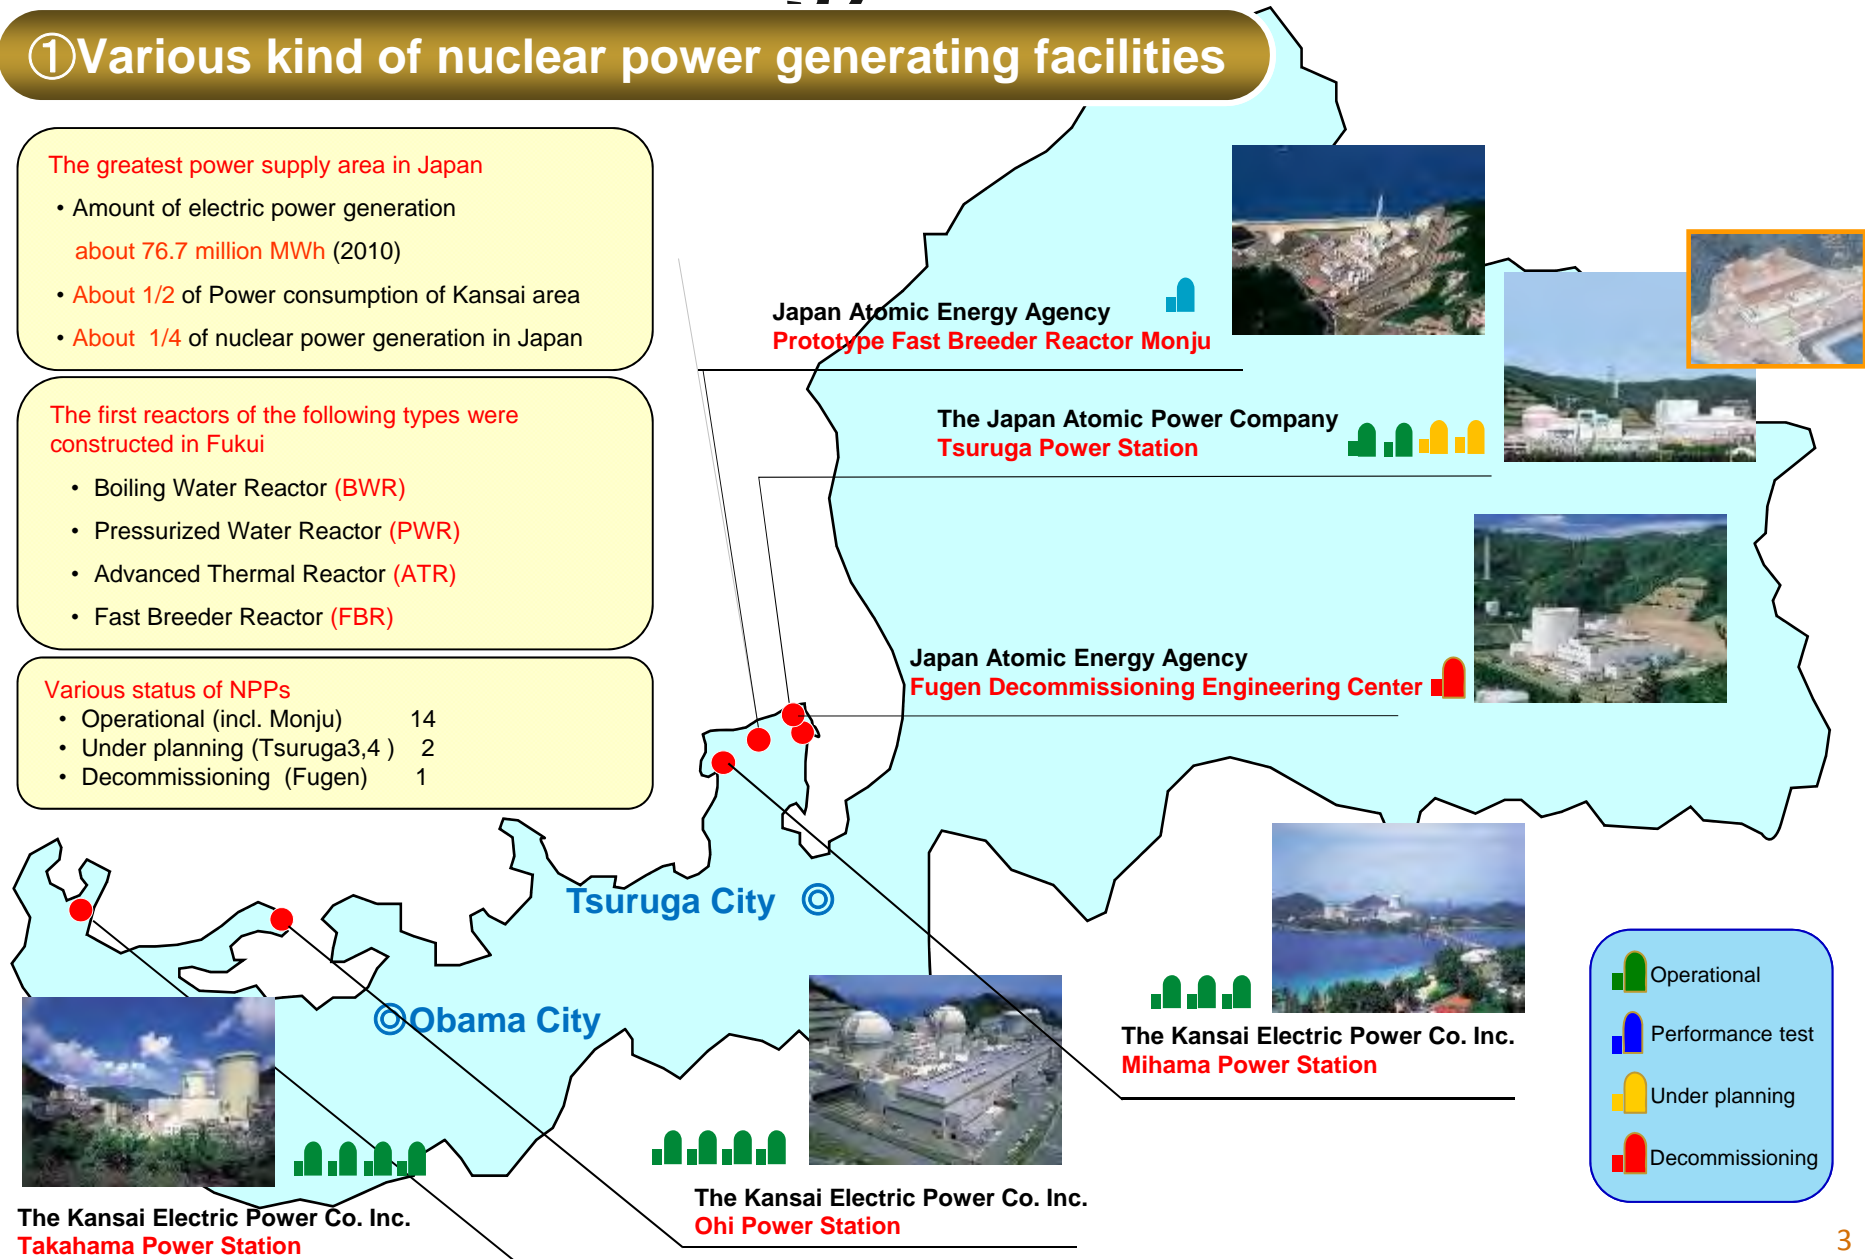 ①Various kind of nuclear power generating facilities
The greatest power supply area in Japan
・Amount of electric power generation
about 76.7 million MWh (2010)
・About 1/2 of Power consumption of Kansai area
・About 1/4 of nuclear power generation in Japan
The first reactors of the following types were
constructed in Fukui
・ Boiling Water Reactor (BWR)
・ Pressurized Water Reactor (PWR)
・ Advanced Thermal Reactor (ATR)
・ Fast Breeder Reactor (FBR)
Various status of NPPs
・ Operational (incl. Monju) 14
・ Under planning (Tsuruga3,4 ) 2
・ Decommissioning (Fugen) 1
Japan Atomic Energy Agency
Prototype Fast Breeder Reactor Monju
The Japan Atomic Power Company
Tsuruga Power Station
Japan Atomic Energy Agency
Fugen Decommissioning Engineering Center
Tsuruga City ◎
◎Obama City
The Kansai Electric Power Co. Inc.
Mihama Power Station
The Kansai Electric Power Co. Inc.
Ohi Power Station
The Kansai Electric Power Co. Inc.
Takahama Power Station
Operational
Performance test
Under planning
Decommissioning
3